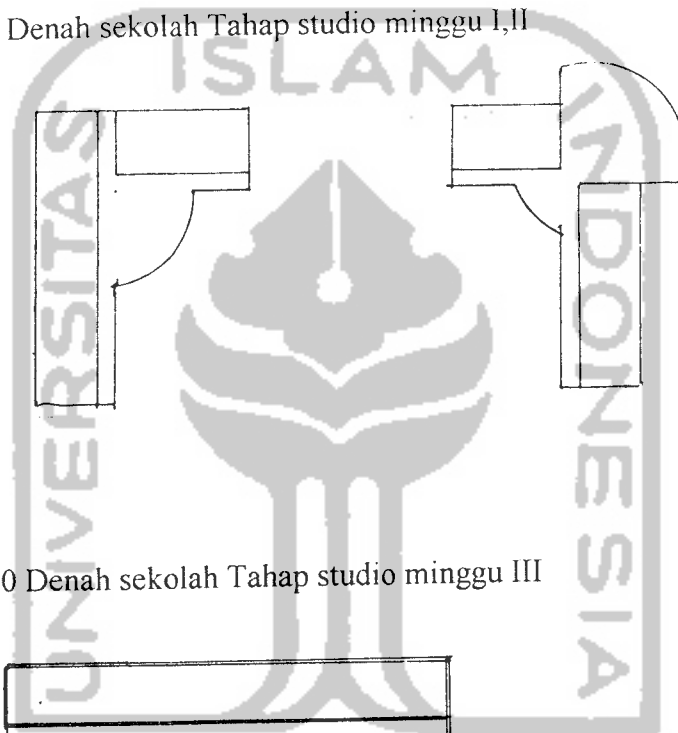 Denah sekolah Tahap studio minggu I,II
ISLAM
UNIVERSITAS
INDONESIA
0 Denah sekolah Tahap studio minggu III